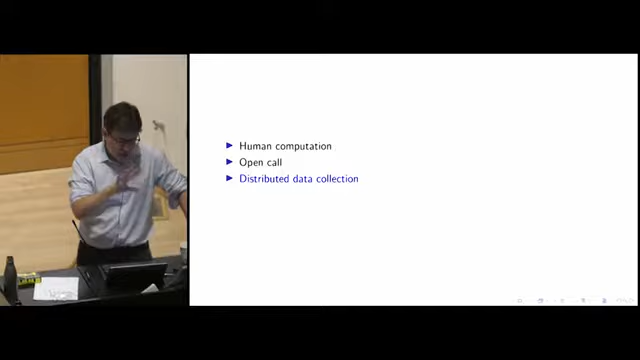 Human computation
Open call
Distributed data collection